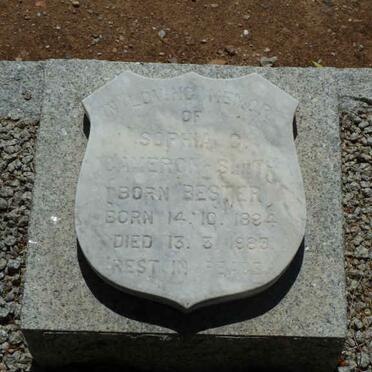 IN LOVING MEMORY
OF
SOPHIA C.
CAMERON SMITH
BORN BESTER
BORN 14.10.1884
DIED 13.3.1983
REST IN PEACE